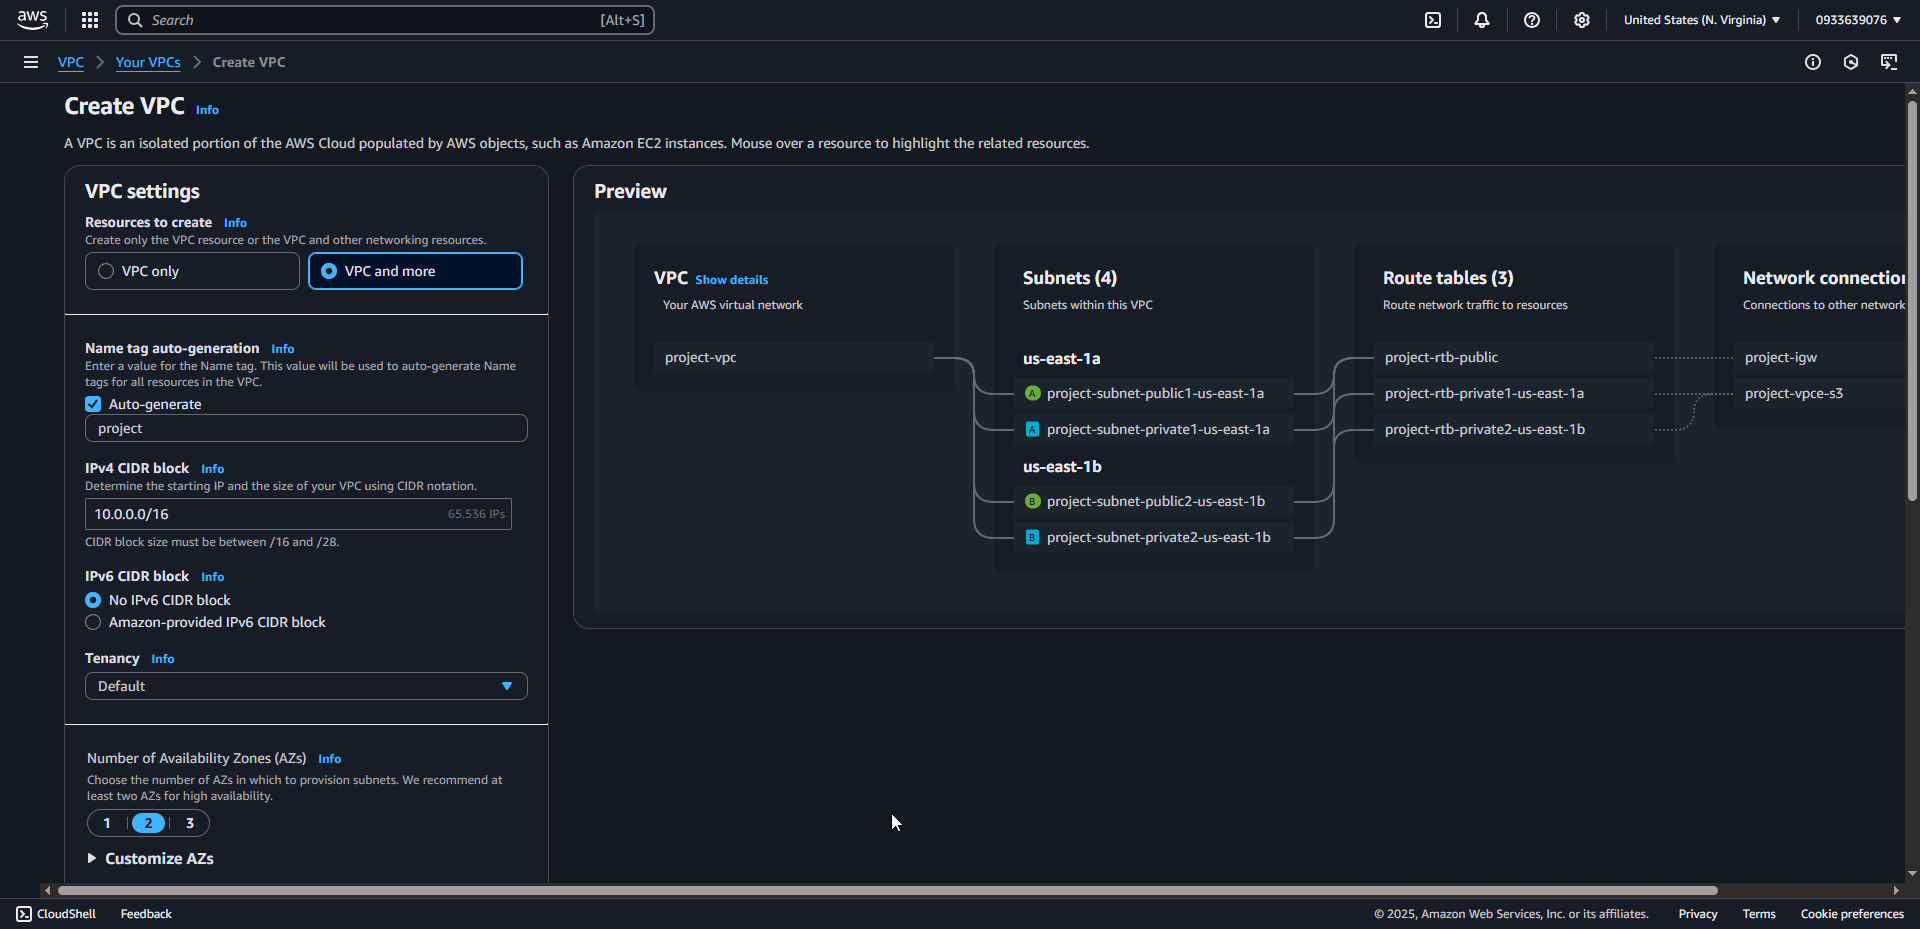 aws
Search [Alt+S]
United States (N. Virginia)
0933639076
VPC
Your VPCs
Create VPC
Create VPC Info
A VPC is an isolated portion of the AWS Cloud populated by AWS objects, such as Amazon EC2 instances. Mouse over a resource to highlight the related resources.
VPC settings
Resources to create Info
Create only the VPC resource or the VPC and other networking resources.
VPC only
VPC and more
Name tag auto-generation Info
Enter a value for the Name tag. This value will be used to auto-generate Name
tags for all resources in the VPC.
Auto-generate
project
IPv4 CIDR block Info
Determine the starting IP and the size of your VPC using CIDR notation.
10.0.0.0/16 65.536 IPs
CIDR block size must be between /16 and /28.
IPv6 CIDR block Info
No IPv6 CIDR block
Amazon-provided IPv6 CIDR block
Tenancy Info
Default
Number of Availability Zones (AZs) Info
Choose the number of AZs in which to provision subnets. We recommend at
least two AZs for high availability.
1 2 3
Customize AZs
Preview
VPC Show details
Your AWS virtual network
project-vpc
Subnets (4)
Subnets within this VPC
us-east-1a
A project-subnet-public1-us-east-1a
A project-subnet-private1-us-east-1a
us-east-1b
B project-subnet-public2-us-east-1b
B project-subnet-private2-us-east-1b
Route tables (3)
Route network traffic to resources
project-rtb-public
project-rtb-private1-us-east-1a
project-rtb-private2-us-east-1b
Network connection
Connections to other network
project-igw
project-vpce-s3
CloudShell
Feedback
© 2025, Amazon Web Services, Inc. or its affiliates.
Privacy
Terms
Cookie preferences